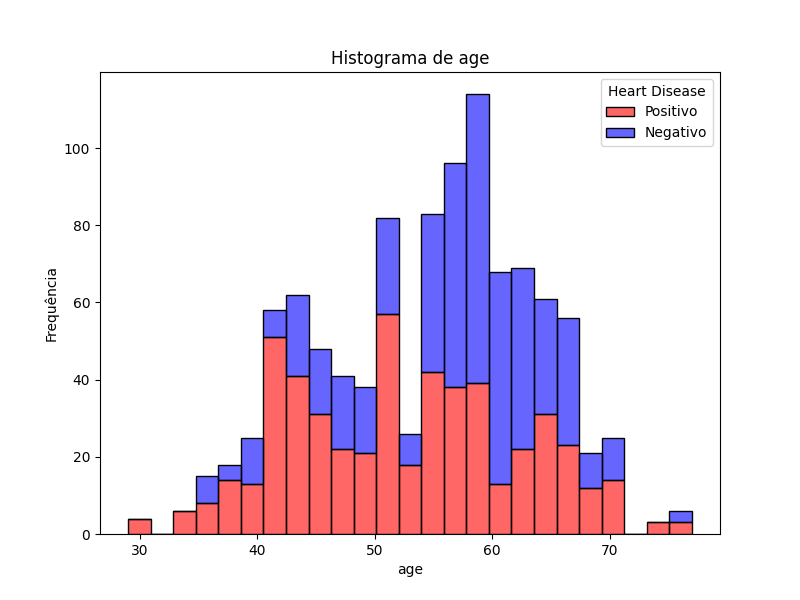 Histograma de age
Heart Disease
Positivo
Negativo
Frequência
100
80
60
40
20
0
30 40 50 60 70
age